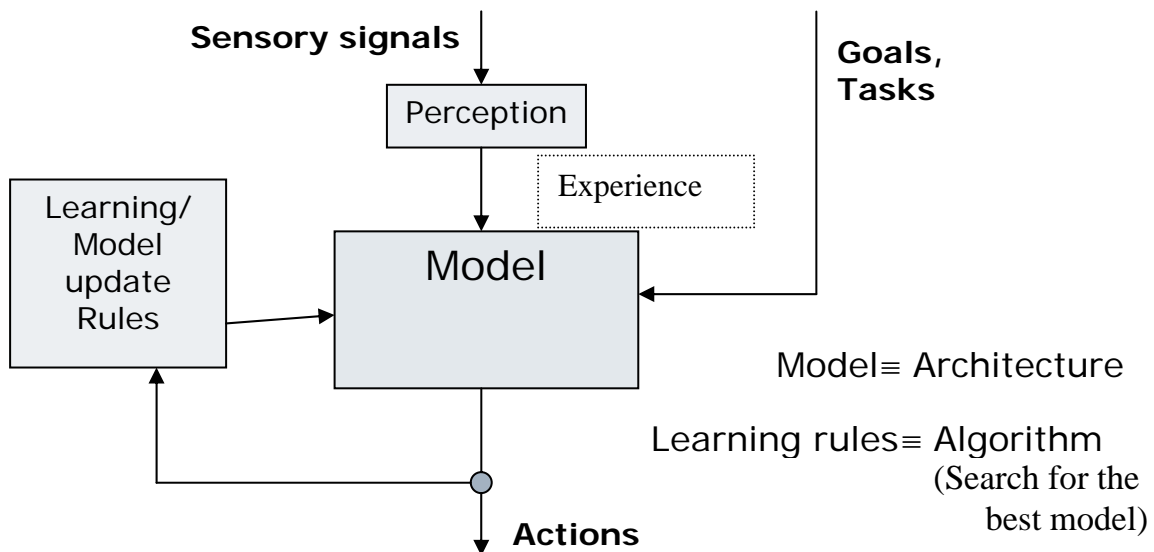 Sensory signals
Goals,
Tasks
Perception
Experience
Learning/
Model
update
Rules
Model
Model≡ Architecture
Learning rules≡ Algorithm
(Search for the
best model)
Actions